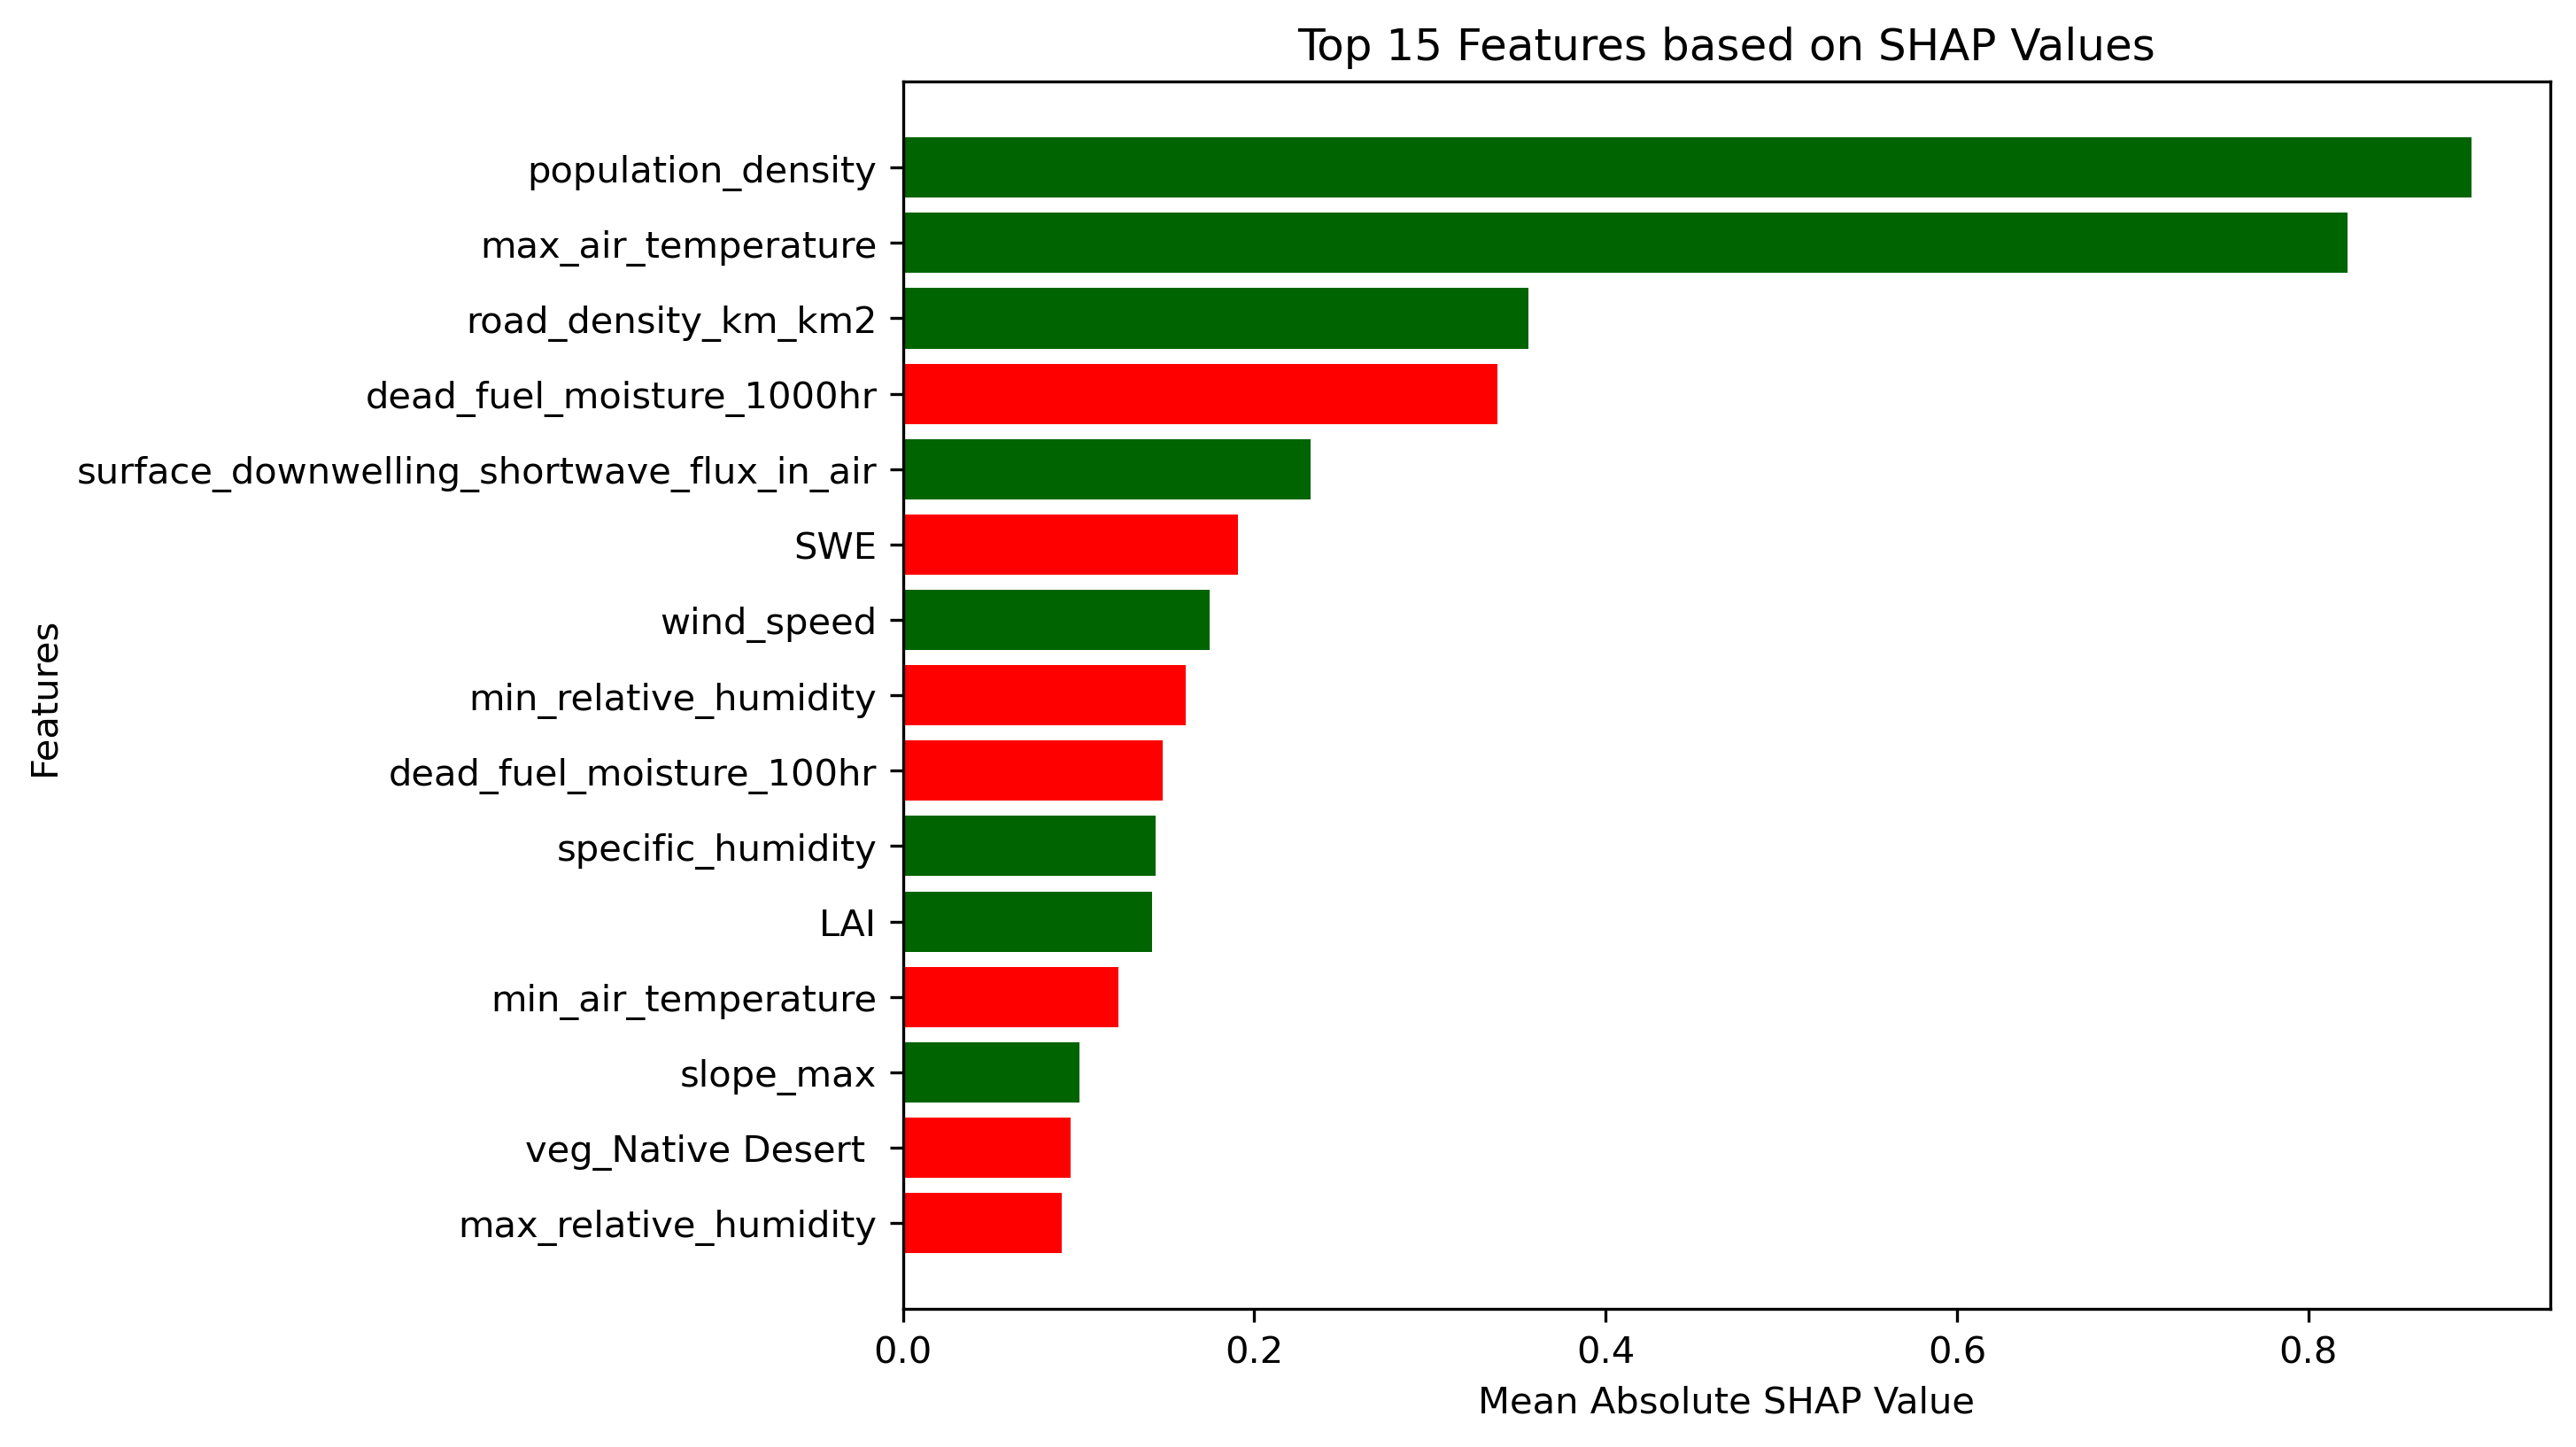 Top 15 Features based on SHAP Values
population_density
max_air_temperature
road_density_km_km2
dead_fuel_moisture_1000hr
surface_downwelling_shortwave_flux_in_air
SWE
wind_speed
min_relative_humidity
dead_fuel_moisture_100hr
specific_humidity
LAI
min_air_temperature
slope_max
veg_Native Desert
max_relative_humidity
Features
0.0 0.2 0.4 0.6 0.8
Mean Absolute SHAP Value